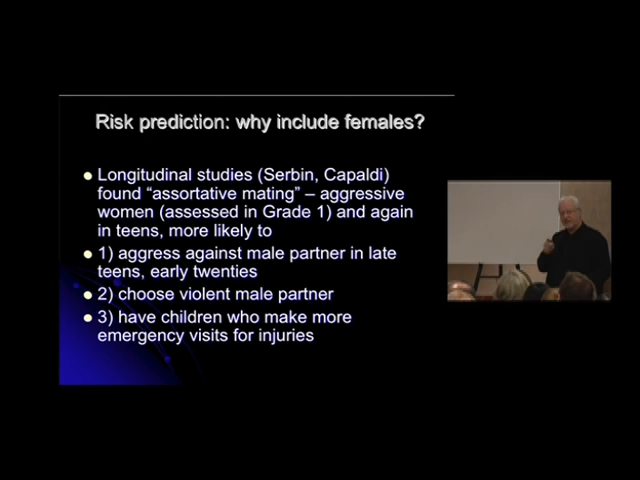 Risk prediction: why include females?
Longitudinal studies (Serbin, Capaldi)
found “assortative mating” – aggressive
women (assessed in Grade 1) and again
in teens, more likely to
1) aggress against male partner in late
teens, early twenties
2) choose violent male partner
3) have children who make more
emergency visits for injuries